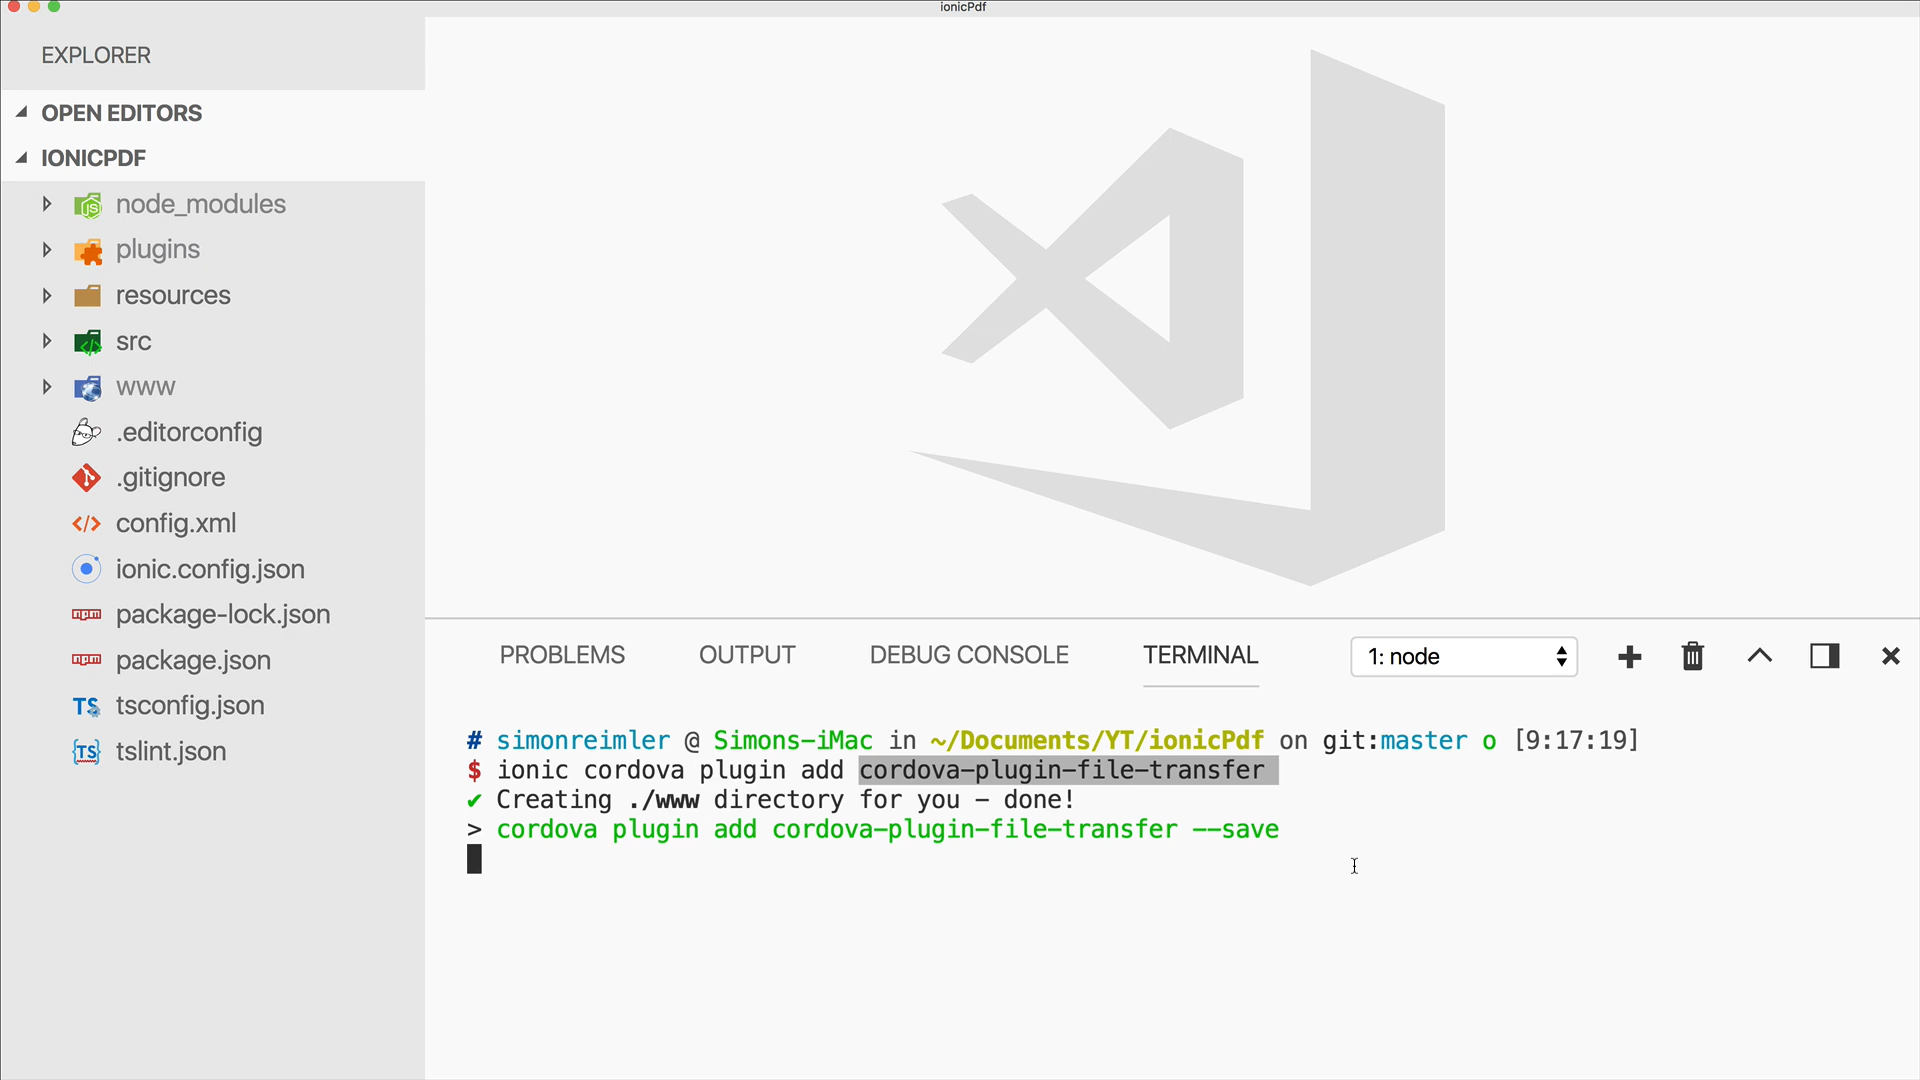 ionicPdf
EXPLORER
OPEN EDITORS
IONICPDF
node_modules
plugins
resources
src
www
.editorconfig
.gitignore
config.xml
ionic.config.json
package-lock.json
package.json
tsconfig.json
tslint.json
PROBLEMS OUTPUT DEBUG CONSOLE TERMINAL 1: node
# simonreimler @ Simons-iMac in ~/Documents/YT/ionicPdf on git:master o [9:17:19]
$ ionic cordova plugin add cordova-plugin-file-transfer
✔ Creating ./www directory for you – done!
> cordova plugin add cordova-plugin-file-transfer --save